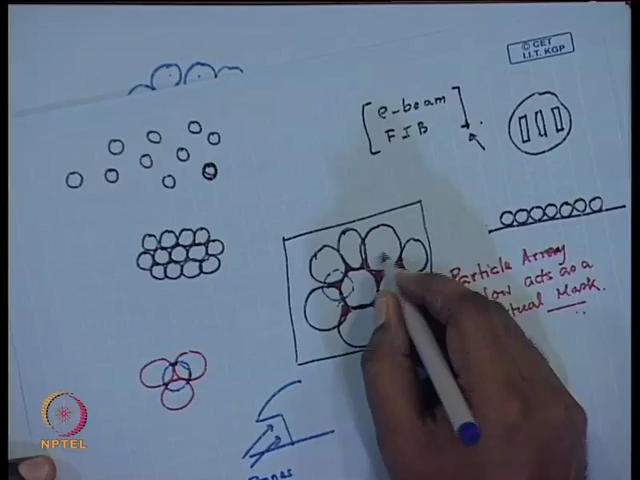 © CET
I.I.T. KGP
e-beam
FIB
Particle Array
acts as a
Mask.
NPTEL